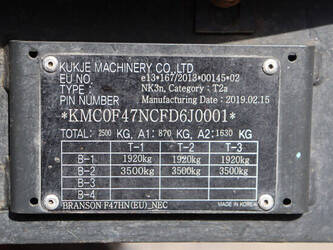 KUKJE MACHINERY CO.,LTD
EU NO. : e13*167/2013*00145*02
TYPE : NK3n, Category : T2a
PIN NUMBER Manufacturing Date : 2019.02.15
*KMC0F47NCFD6J0001*
TOTAL: 2500 KG, A1: 870 KG, A2: 1630 KG
T-1 T-2 T-3
B-1 1920kg 1920kg 1920kg
B-2 3500kg 3500kg 3500kg
B-3
B-4
BRANSON F47HN(EU)_NEC MADE IN KOREA